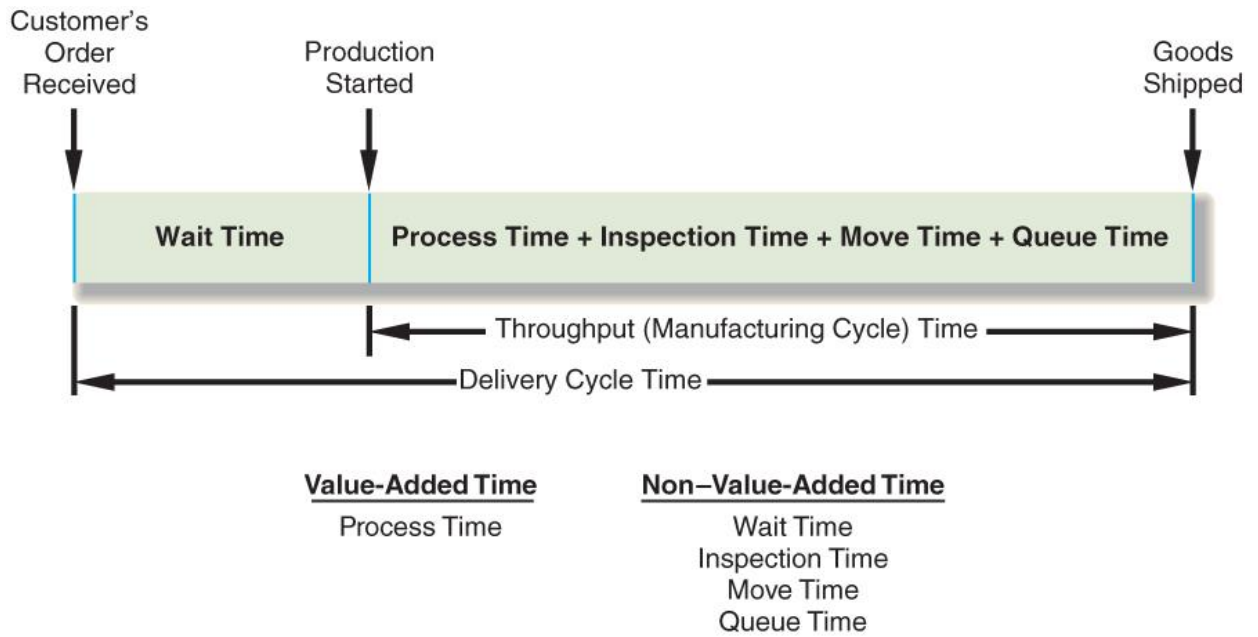 Customer's
Order
Received
Production
Started
Goods
Shipped
Wait Time
Process Time + Inspection Time + Move Time + Queue Time
Throughput (Manufacturing Cycle) Time
Delivery Cycle Time
Value-Added Time
Process Time
Non–Value-Added Time
Wait Time
Inspection Time
Move Time
Queue Time